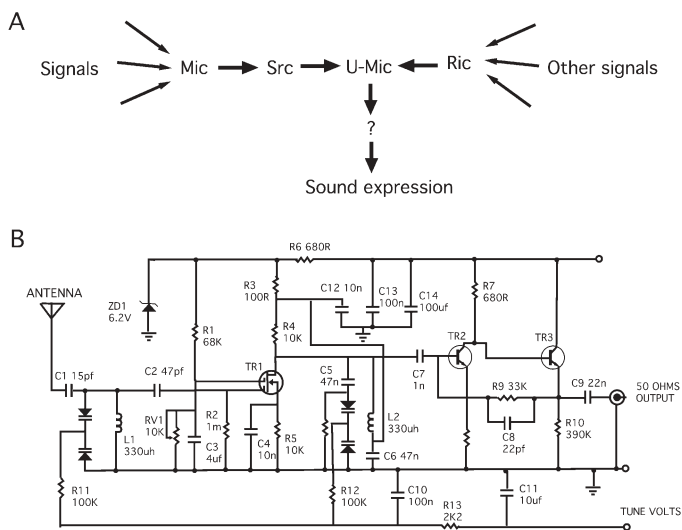 A
Signals Mic Src U-Mic Ric Other signals
?
Sound expression
B
R6 680R
ANTENNA
ZD1
6.2V
R3
100R
C12 10n
C13
100n
C14
100uf
R7
680R
R1
68K
R4
10K
TR2
TR3
C1 15pf
C2 47pf
TR1
C5
47n
C7
1n
R9 33K
C9 22n
50 OHMS
OUTPUT
L1
330uh
RV1
10K
C3
4uf
R2
1m
C4
10n
R5
10K
L2
330uh
C6 47n
C8
22pf
R10
390K
R11
100K
R12
100K
C10
100n
R13
2K2
C11
10uf
TUNE VOLTS